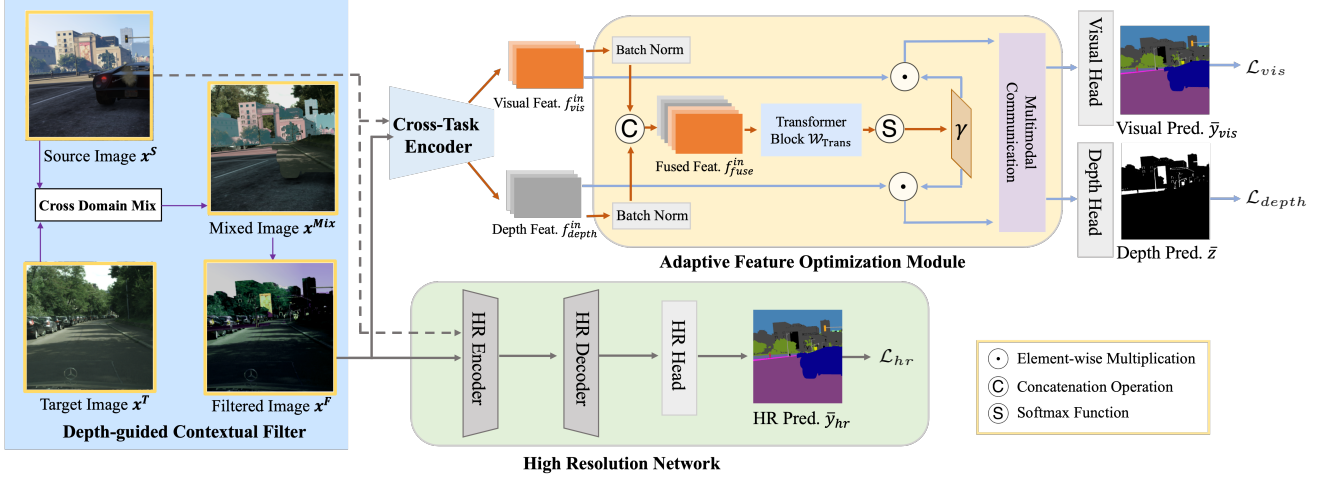 Source Image x^S
Cross Domain Mix
Mixed Image x^Mix
Target Image x^T
Filtered Image x^F
Depth-guided Contextual Filter
Cross-Task
Encoder
Visual Feat. f_vis^in
Depth Feat. f_depth^in
Batch Norm
C
Batch Norm
Fused Feat. f_fuse^in
Transformer
Block 𝒲_Trans
S
γ
Multimodal
Communication
Adaptive Feature Optimization Module
Visual Head
Depth Head
Visual Pred. ȳ_vis
Depth Pred. z̄
ℒ_vis
ℒ_depth
HR Encoder
HR Decoder
HR Head
HR Pred. ȳ_hr
ℒ_hr
High Resolution Network
Element-wise Multiplication
C Concatenation Operation
S Softmax Function